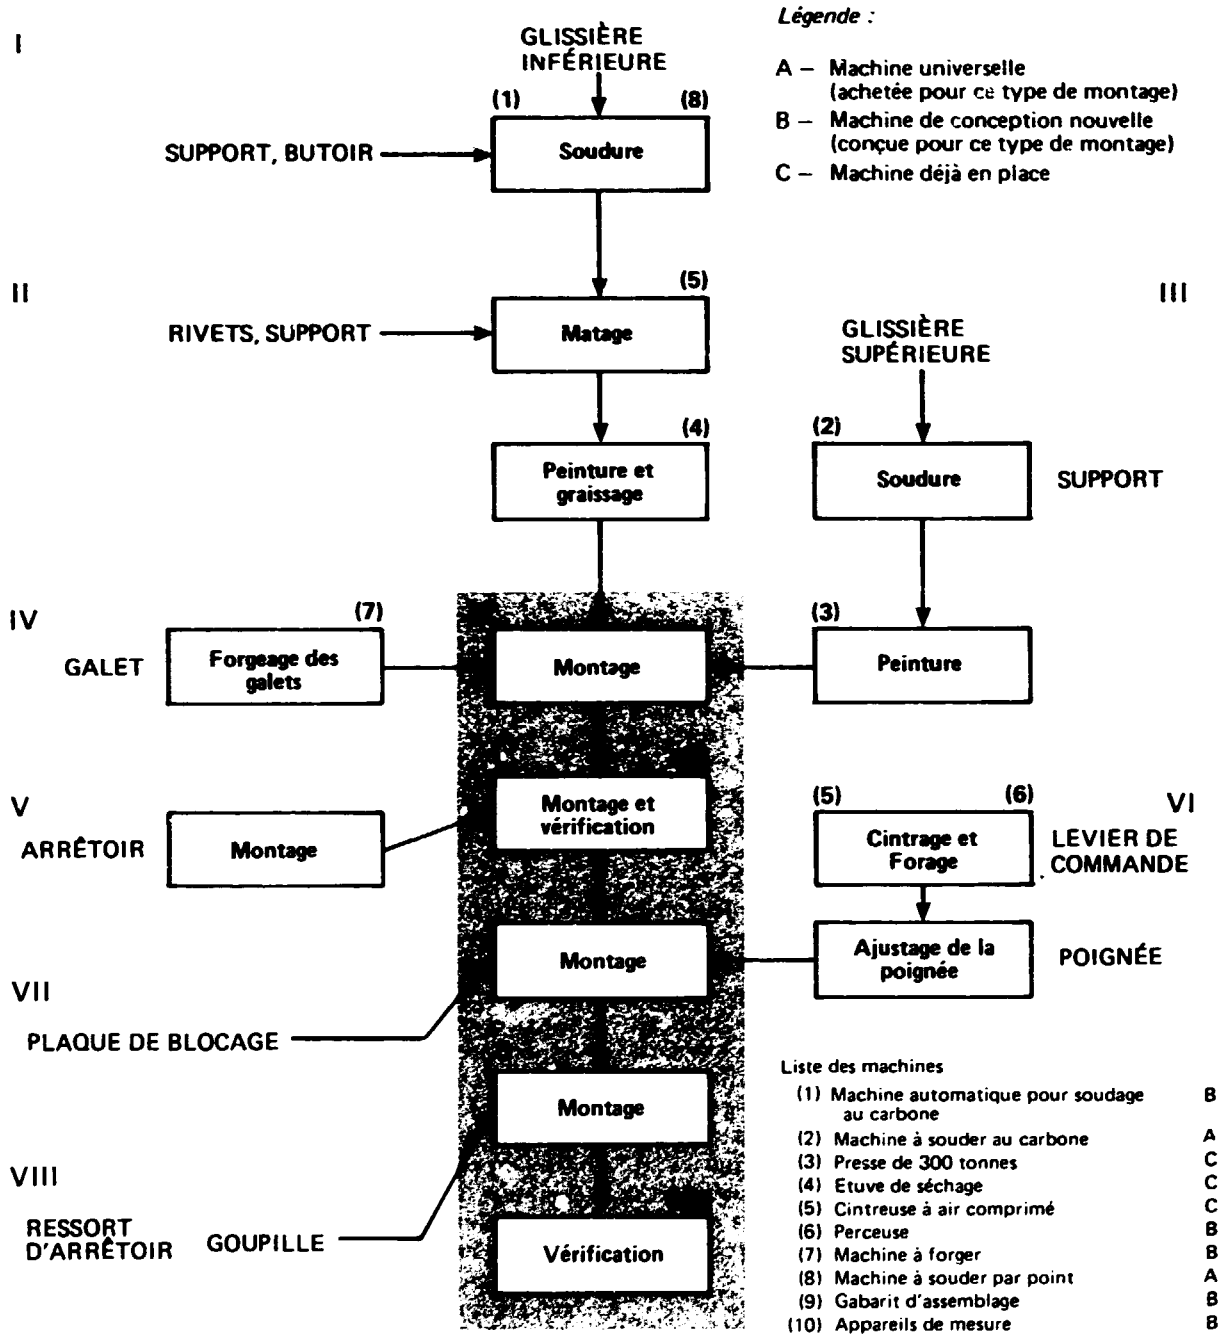 I
GLISSIÈRE
INFÉRIEURE
Légende :
A – Machine universelle
(achetée pour ce type de montage)
B – Machine de conception nouvelle
(conçue pour ce type de montage)
C – Machine déjà en place
(1) (8)
SUPPORT, BUTOIR
Soudure
II
(5)
III
RIVETS, SUPPORT
Matage
GLISSIÈRE
SUPÉRIEURE
(4)
(2)
Peinture et
graissage
Soudure
SUPPORT
IV
(7)
(3)
GALET
Forgeage des
galets
Montage
Peinture
V
ARRÊTOIR
Montage
Montage et
vérification
(5) (6)
VI
Cintrage et
Forage
LEVIER DE
COMMANDE
Montage
Ajustage de la
poignée
POIGNÉE
VII
PLAQUE DE BLOCAGE
Montage
VIII
RESSORT
D'ARRÊTOIR
GOUPILLE
Vérification
Liste des machines
(1) Machine automatique pour soudage B
au carbone
(2) Machine à souder au carbone A
(3) Presse de 300 tonnes C
(4) Etuve de séchage C
(5) Cintreuse à air comprimé C
(6) Perceuse B
(7) Machine à forger B
(8) Machine à souder par point A
(9) Gabarit d'assemblage B
(10) Appareils de mesure B